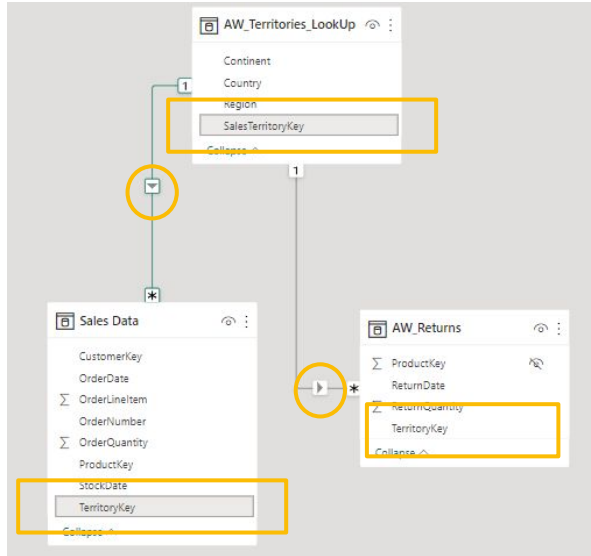 AW_Territories_LookUp
Continent
Country
Region
SalesTerritoryKey
Collapse
1
1
*
Sales Data
CustomerKey
OrderDate
Σ OrderLineItem
OrderNumber
Σ OrderQuantity
ProductKey
StockDate
TerritoryKey
Collapse
*
AW_Returns
Σ ProductKey
ReturnDate
Σ ReturnQuantity
TerritoryKey
Collapse